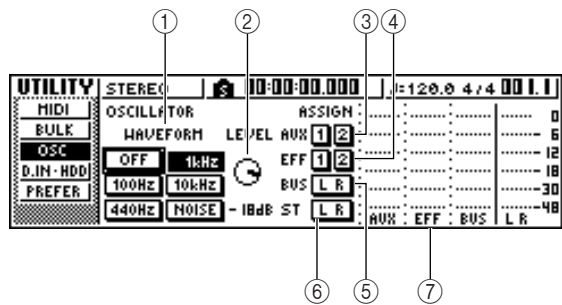 ① ② ③ ④
UTILITY STEREO S 00:00:00.000 ♩=120.0 4/4 001.1
MIDI OSCILLATOR ASSIGN 0
BULK WAVEFORM LEVEL AUX 1 2 6
OSC OFF 1kHz EFF 1 2 12
D.IN·HDD 100Hz 10kHz BUS L R 18
PREFER 30
440Hz NOISE -18dB ST L R 48
AUX EFF BUS L R
⑥ ⑤ ⑦